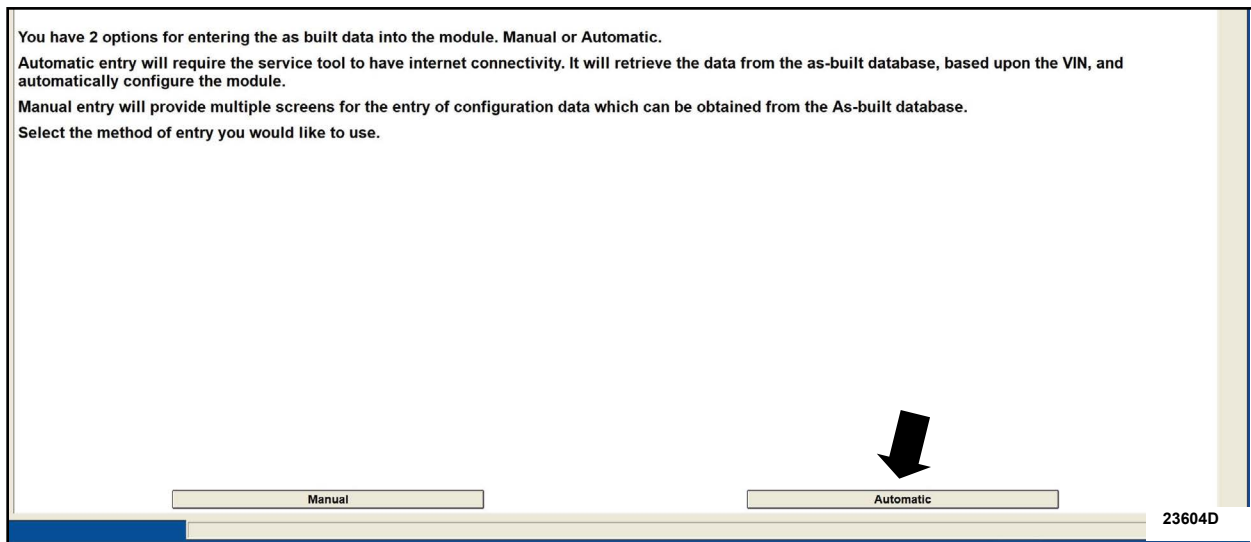 You have 2 options for entering the as built data into the module. Manual or Automatic.
Automatic entry will require the service tool to have internet connectivity. It will retrieve the data from the as-built database, based upon the VIN, and
automatically configure the module.
Manual entry will provide multiple screens for the entry of configuration data which can be obtained from the As-built database.
Select the method of entry you would like to use.
Manual
Automatic
23604D